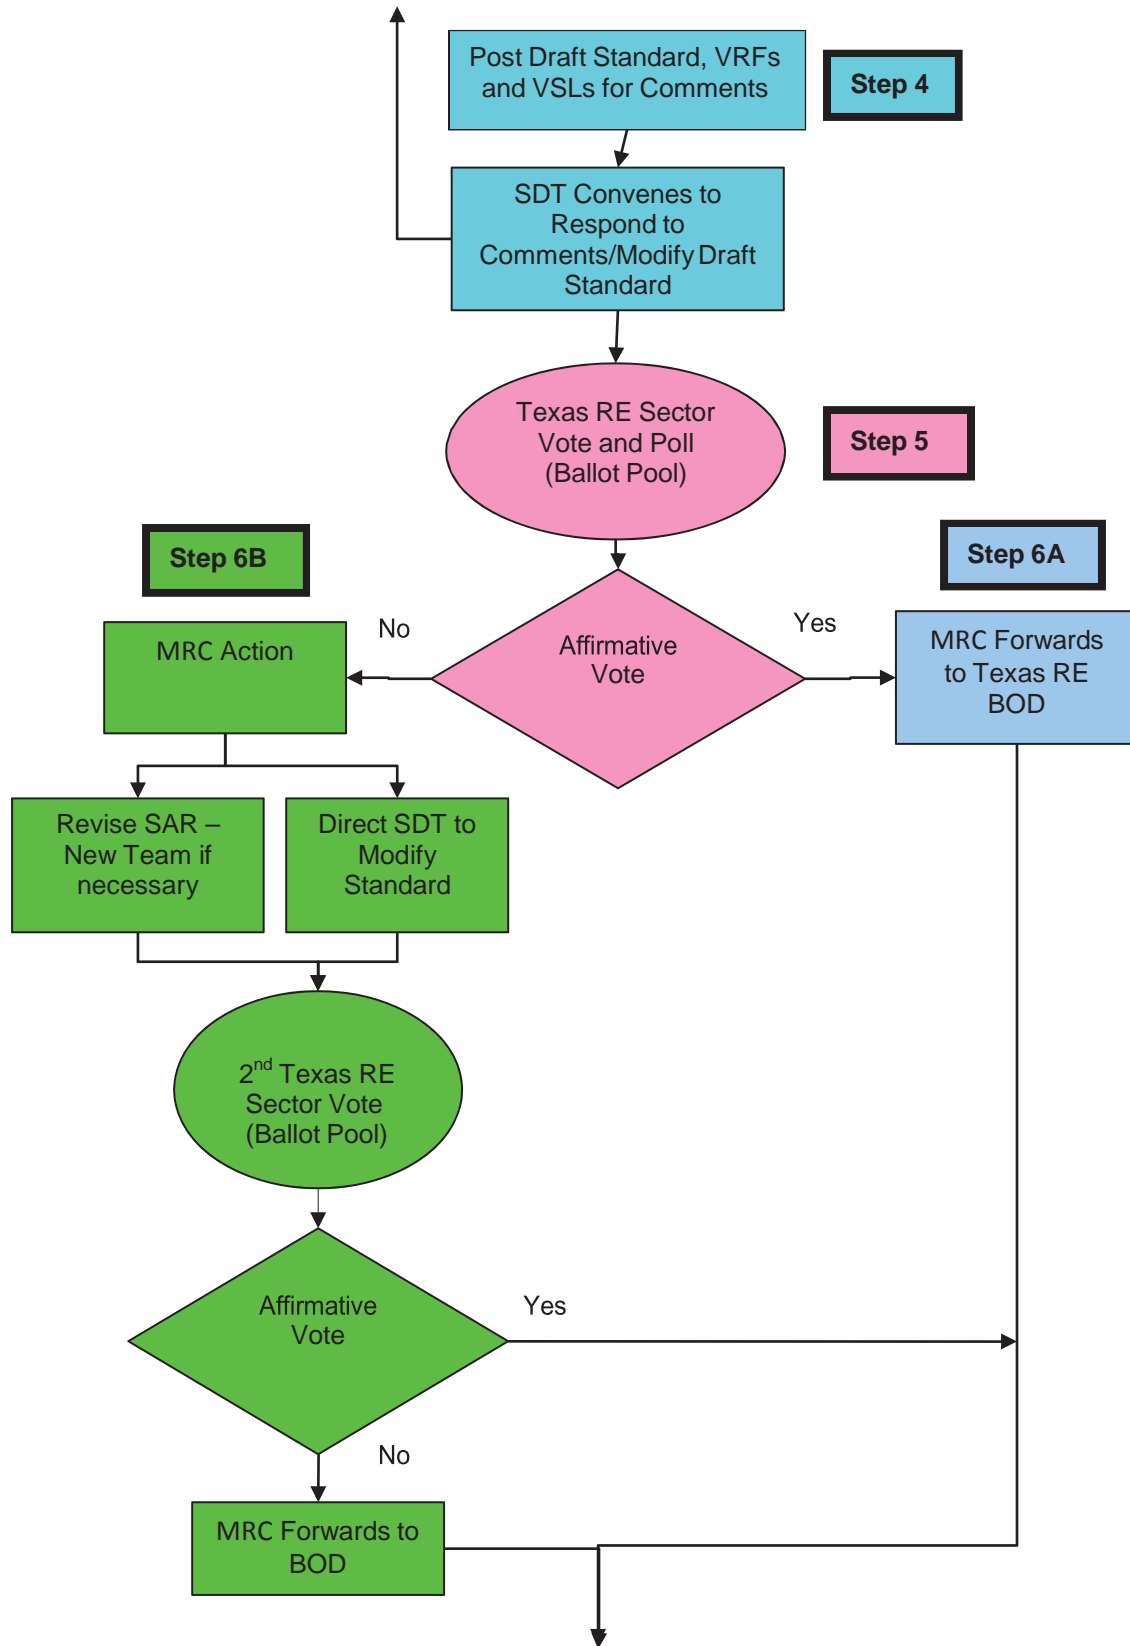 Post Draft Standard, VRFs
and VSLs for Comments
Step 4
SDT Convenes to
Respond to
Comments/Modify Draft
Standard
Texas RE Sector
Vote and Poll
(Ballot Pool)
Step 5
Step 6B
Step 6A
No
Yes
MRC Action
Affirmative
Vote
MRC Forwards
to Texas RE
BOD
Revise SAR –
New Team if
necessary
Direct SDT to
Modify
Standard
2nd Texas RE
Sector Vote
(Ballot Pool)
Affirmative
Vote
Yes
No
MRC Forwards to
BOD